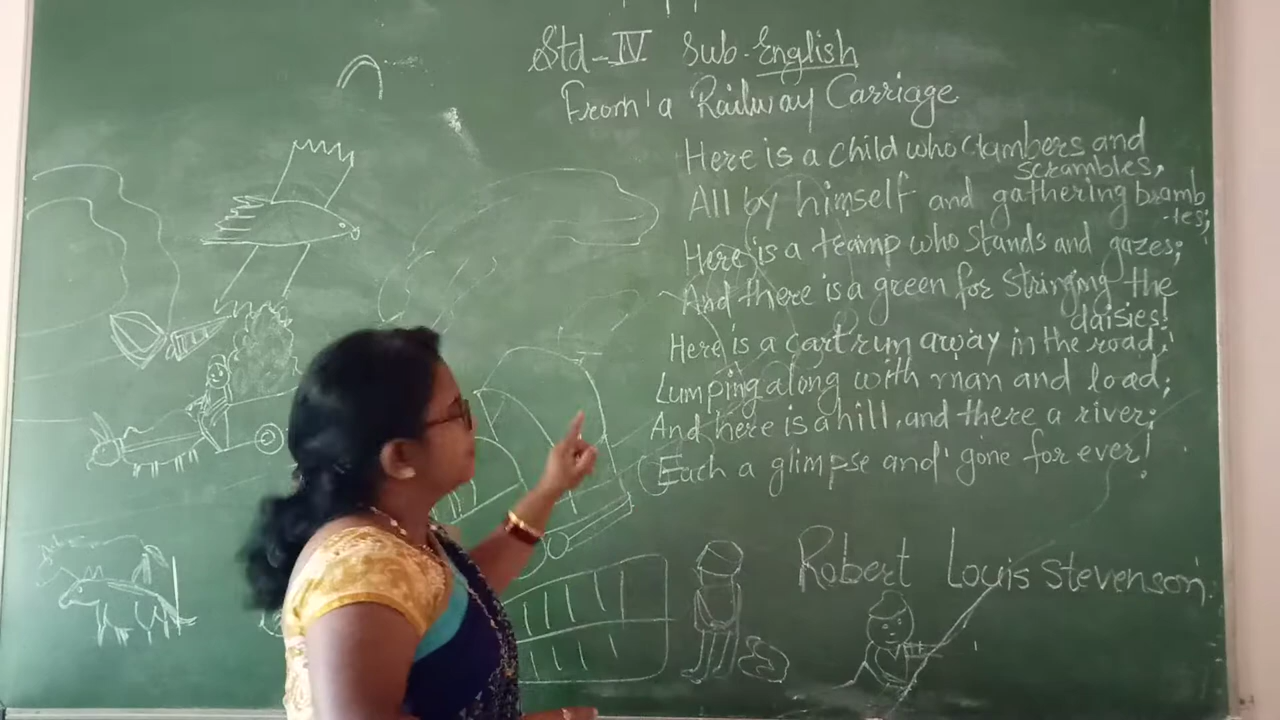 Std-IV Sub-English
From a Railway Carriage
Here is a child who clambers and
scrambles,
All by himself and gathering bramb
-les;
Here is a teamp who stands and gazes;
And there is a green for stringing the
daisies!
Here is a cart run away in the road,
Lumping along with man and load;
And here is a hill, and there a river;
Each a glimpse and gone for ever!
Robert Louis Stevenson.